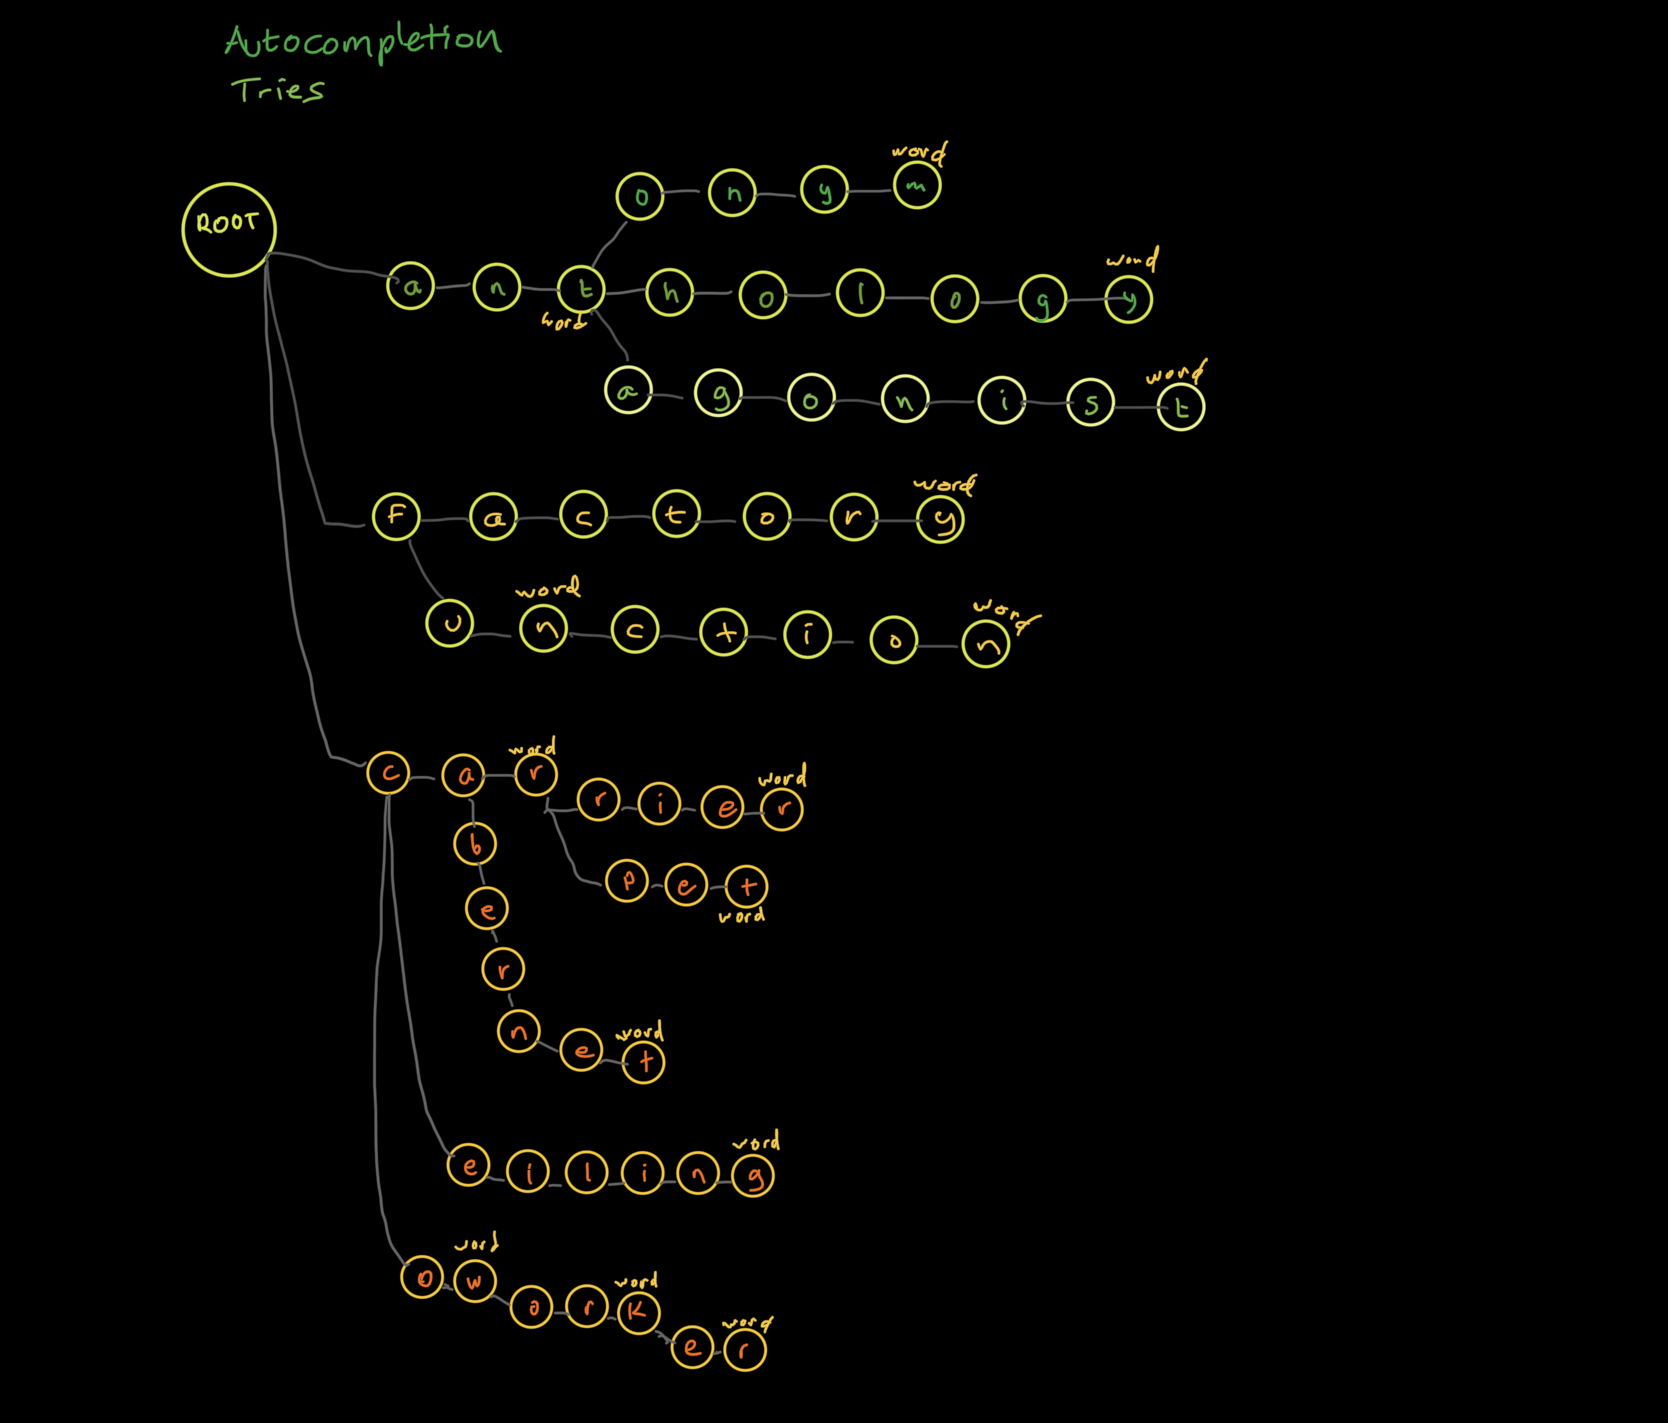 Autocompletion
Tries
word
ROOT
o n y m
word
a n t h o l o g y
word
word
a g o n i s t
word
F a c t o r y
word
word
u n c t i o n
word
word
c a r r i e r
b
p e t
word
e
r
word
n e t
word
e i l i n g
word
o w o r k e r
word
word